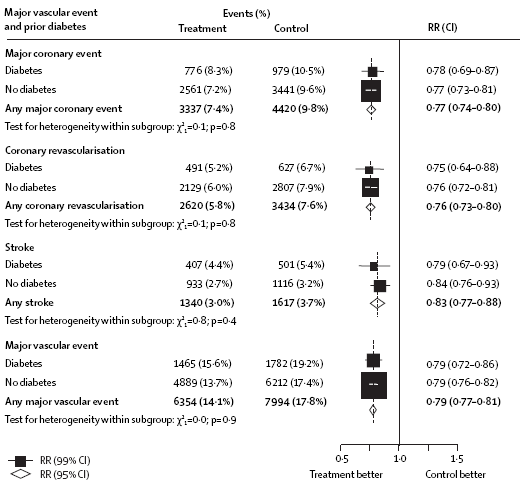 Major vascular event Events (%)
and prior diabetes Treatment Control RR (CI)
Major coronary event
Diabetes 776 (8·3%) 979 (10·5%) 0·78 (0·69–0·87)
No diabetes 2561 (7·2%) 3441 (9·6%) 0·77 (0·73–0·81)
Any major coronary event 3337 (7·4%) 4420 (9·8%) 0·77 (0·74–0·80)
Test for heterogeneity within subgroup: χ²₁=0·1; p=0·8
Coronary revascularisation
Diabetes 491 (5·2%) 627 (6·7%) 0·75 (0·64–0·88)
No diabetes 2129 (6·0%) 2807 (7·9%) 0·76 (0·72–0·81)
Any coronary revascularisation 2620 (5·8%) 3434 (7·6%) 0·76 (0·73–0·80)
Test for heterogeneity within subgroup: χ²₁=0·1; p=0·8
Stroke
Diabetes 407 (4·4%) 501 (5·4%) 0·79 (0·67–0·93)
No diabetes 933 (2·7%) 1116 (3·2%) 0·84 (0·76–0·93)
Any stroke 1340 (3·0%) 1617 (3·7%) 0·83 (0·77–0·88)
Test for heterogeneity within subgroup: χ²₁=0·8; p=0·4
Major vascular event
Diabetes 1465 (15·6%) 1782 (19·2%) 0·79 (0·72–0·86)
No diabetes 4889 (13·7%) 6212 (17·4%) 0·79 (0·76–0·82)
Any major vascular event 6354 (14·1%) 7994 (17·8%) 0·79 (0·77–0·81)
Test for heterogeneity within subgroup: χ²₁=0·0; p=0·9
RR (99% CI)
RR (95% CI)
0·5 1·0 1·5
Treatment better Control better